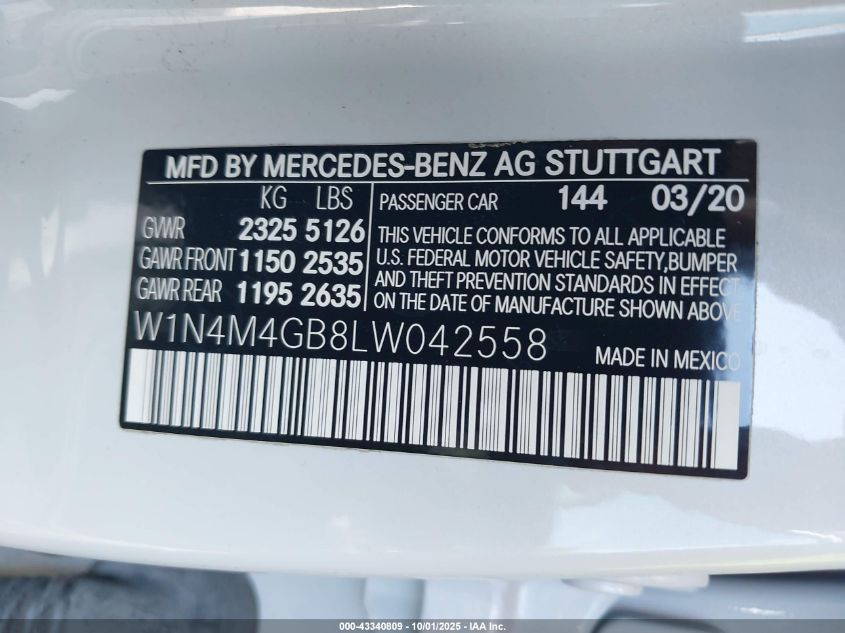 MFD BY MERCEDES-BENZ AG STUTTGART
KG LBS
GVWR 2325 5126
GAWR FRONT 1150 2535
GAWR REAR 1195 2635
PASSENGER CAR 144 03/20
THIS VEHICLE CONFORMS TO ALL APPLICABLE
U.S. FEDERAL MOTOR VEHICLE SAFETY,BUMPER
AND THEFT PREVENTION STANDARDS IN EFFECT
ON THE DATE OF MANUFACTURE SHOWN ABOVE
W1N4M4GB8LW042558
MADE IN MEXICO
000-43340809 - 10/01/2025 - IAA Inc.